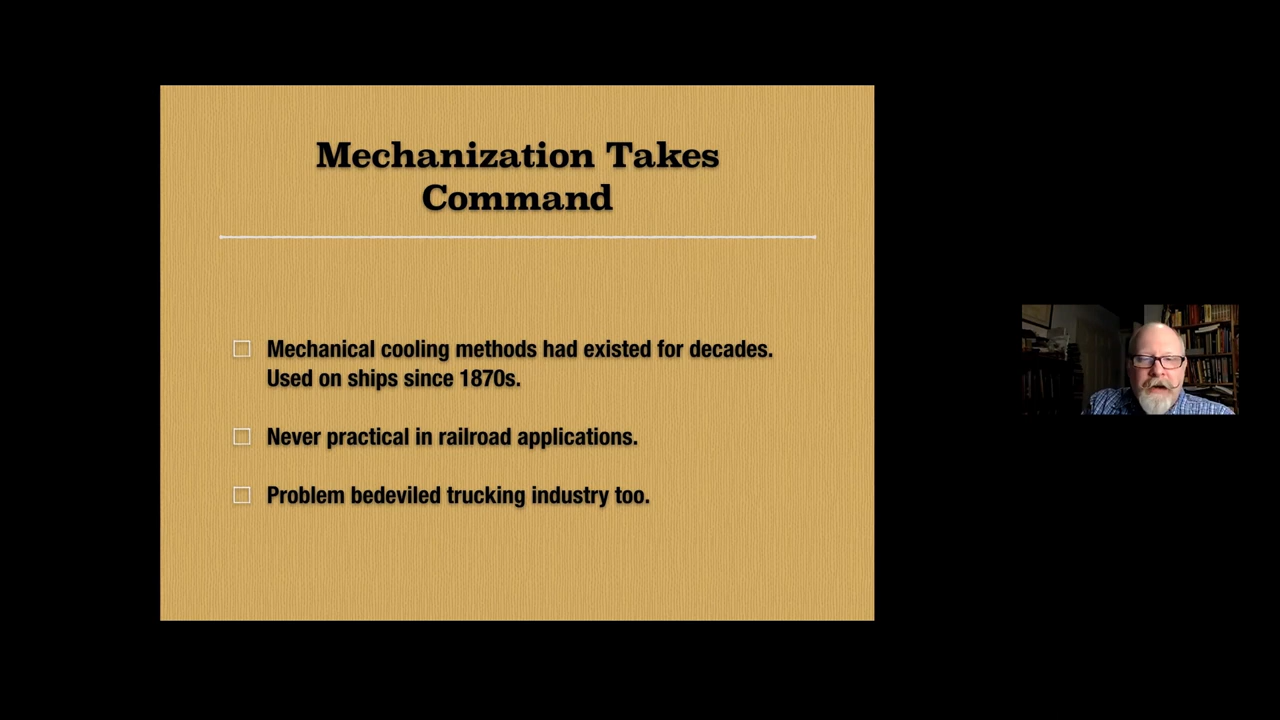 Mechanization Takes
Command
Mechanical cooling methods had existed for decades.
Used on ships since 1870s.
Never practical in railroad applications.
Problem bedeviled trucking industry too.